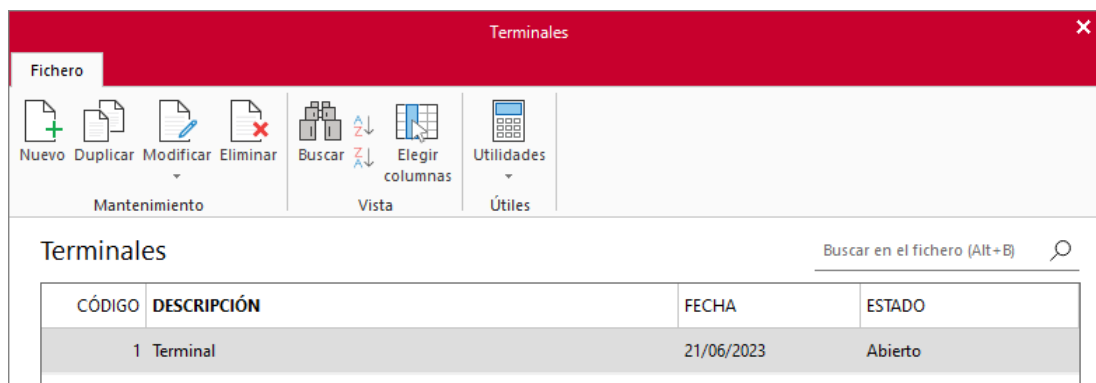 Terminales
Fichero
Nuevo Duplicar Modificar Eliminar Buscar Elegir columnas Utilidades
Mantenimiento Vista Útiles
Terminales Buscar en el fichero (Alt+B)
CÓDIGO DESCRIPCIÓN FECHA ESTADO
1 Terminal 21/06/2023 Abierto